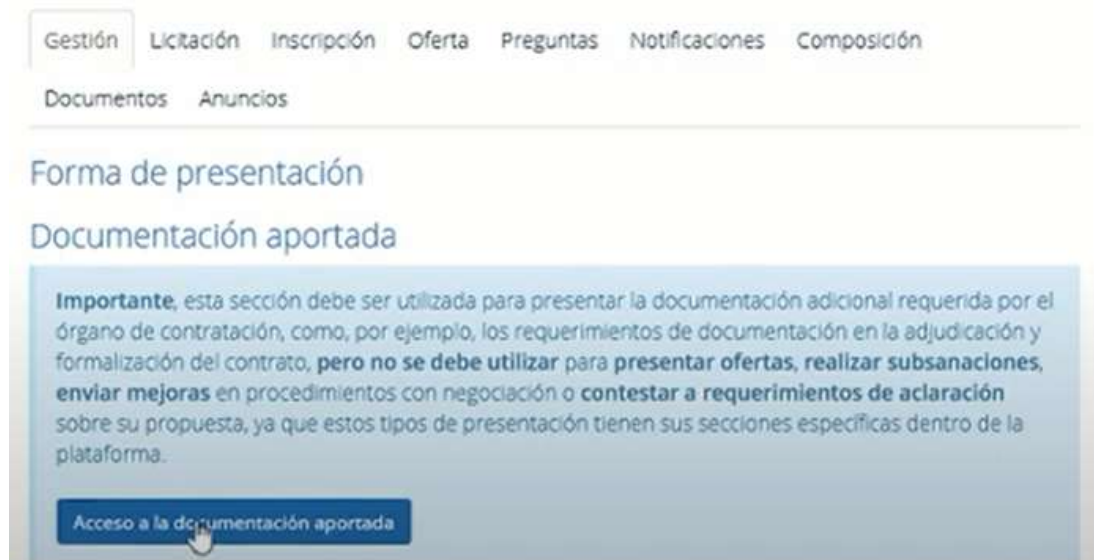 Gestión Licitación Inscripción Oferta Preguntas Notificaciones Composición
Documentos Anuncios
Forma de presentación
Documentación aportada
Importante, esta sección debe ser utilizada para presentar la documentación adicional requerida por el
órgano de contratación, como, por ejemplo, los requerimientos de documentación en la adjudicación y
formalización del contrato, pero no se debe utilizar para presentar ofertas, realizar subsanaciones,
enviar mejoras en procedimientos con negociación o contestar a requerimientos de aclaración
sobre su propuesta, ya que estos tipos de presentación tienen sus secciones específicas dentro de la
plataforma.
Acceso a la documentación aportada